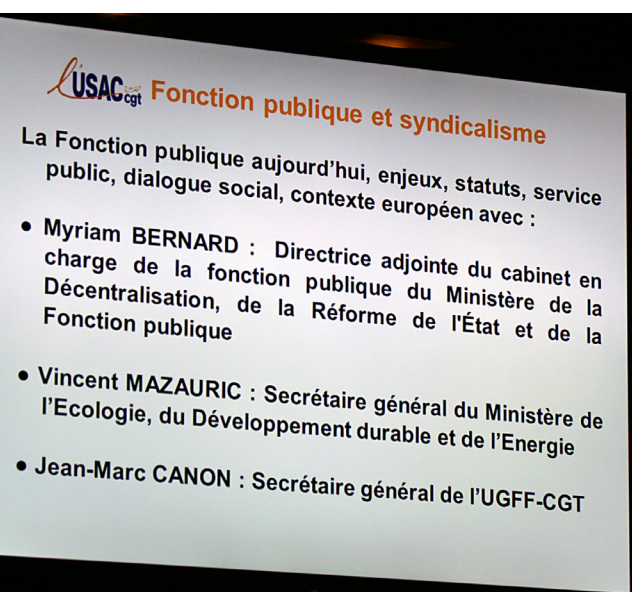 l'USAC cgt Fonction publique et syndicalisme
La Fonction publique aujourd'hui, enjeux, statuts, service
public, dialogue social, contexte européen avec :
• Myriam BERNARD : Directrice adjointe du cabinet en
charge de la fonction publique du Ministère de la
Décentralisation, de la Réforme de l'État et de la
Fonction publique
• Vincent MAZAURIC : Secrétaire général du Ministère de
l'Ecologie, du Développement durable et de l'Energie
• Jean-Marc CANON : Secrétaire général de l'UGFF-CGT